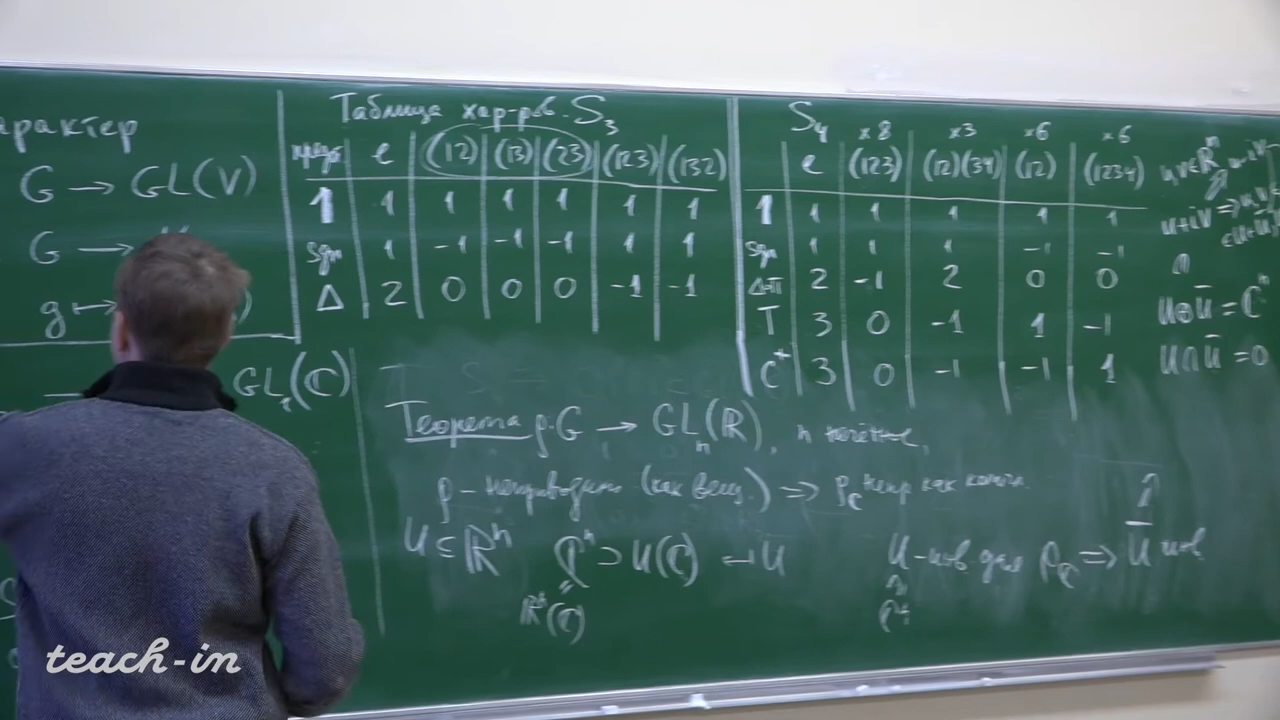 арактер
G → GL(V)
G →
g ↦ )
GL₁(ℂ)
Таблица хар-ров. S₃
e (12) (13) (23) (123) (132)
1 1 1 1 1 1 1
sgn 1 -1 -1 -1 1 1
Δ 2 0 0 0 -1 -1
S₄ ×8 ×3 ×6 ×6
e (123) (12)(34) (12) (1234)
1 1 1 1 1 1
sgn 1 1 1 -1 -1
Δ∘π 2 -1 2 0 0
T 3 0 -1 1 -1
C⁺ 3 0 -1 -1 1
u,v∈ℝⁿ
u+iv ⇒ u,v
U⊕Ū = ℂⁿ
U∩Ū = 0
Теорема ρ: G → GLₙ(ℝ), n нечётное,
ρ – неприводим (как вещ.) ⇒ ρ_ℂ непр как компл.
U ⊆ ℝⁿ ℂⁿ ⊃ U(ℂ) ← U
ℝⁿ(ℂ)
U-инв для ρ_ℂ ⇒ Ū инв
teach-in